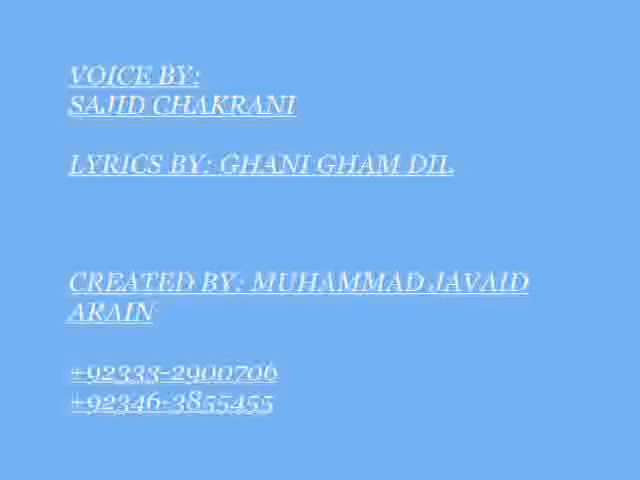 VOICE BY:
SAJID CHAKRANI
LYRICS BY: GHANI GHAM DIL
CREATED BY: MUHAMMAD JAVAID
ARAIN
+92333-2900706
+92346-3855455